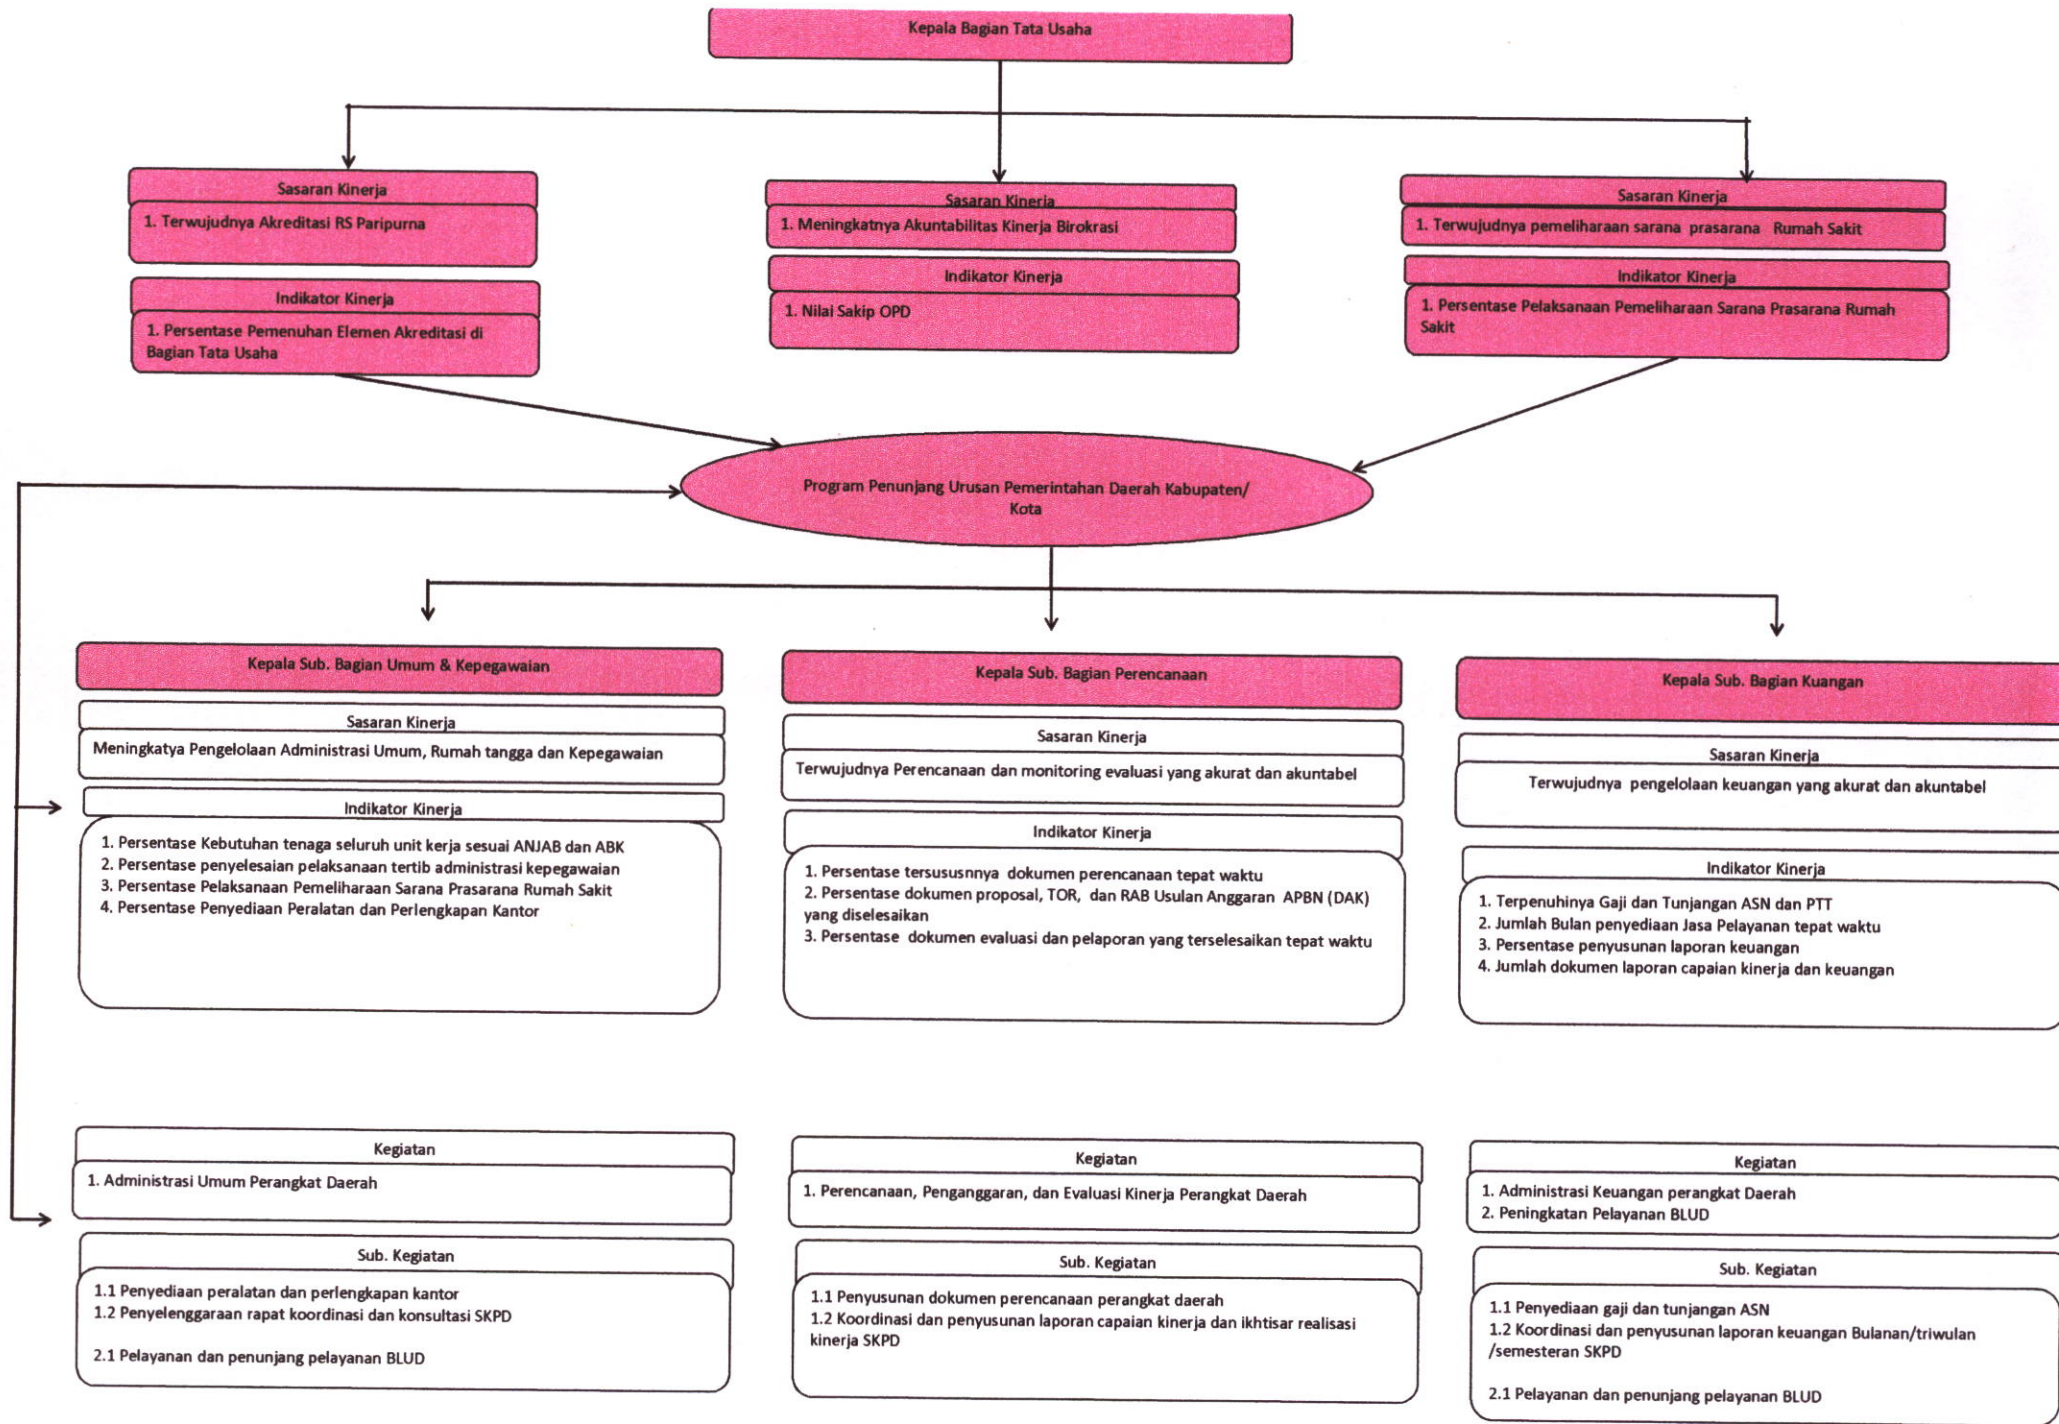 Kepala Bagian Tata Usaha
Sasaran Kinerja
1. Terwujudnya Akreditasi RS Paripurna
Indikator Kinerja
1. Persentase Pemenuhan Elemen Akreditasi di
Bagian Tata Usaha
Sasaran Kinerja
1. Meningkatnya Akuntabilitas Kinerja Birokrasi
Indikator Kinerja
1. Nilai Sakip OPD
Sasaran Kinerja
1. Terwujudnya pemeliharaan sarana prasarana Rumah Sakit
Indikator Kinerja
1. Persentase Pelaksanaan Pemeliharaan Sarana Prasarana Rumah
Sakit
Program Penunjang Urusan Pemerintahan Daerah Kabupaten/
Kota
Kepala Sub. Bagian Umum & Kepegawaian
Sasaran Kinerja
Meningkatya Pengelolaan Administrasi Umum, Rumah tangga dan Kepegawaian
Indikator Kinerja
1. Persentase Kebutuhan tenaga seluruh unit kerja sesuai ANJAB dan ABK
2. Persentase penyelesaian pelaksanaan tertib administrasi kepegawaian
3. Persentase Pelaksanaan Pemeliharaan Sarana Prasarana Rumah Sakit
4. Persentase Penyediaan Peralatan dan Perlengkapan Kantor
Kepala Sub. Bagian Perencanaan
Sasaran Kinerja
Terwujudnya Perencanaan dan monitoring evaluasi yang akurat dan akuntabel
Indikator Kinerja
1. Persentase tersususnnya dokumen perencanaan tepat waktu
2. Persentase dokumen proposal, TOR, dan RAB Usulan Anggaran APBN (DAK)
yang diselesaikan
3. Persentase dokumen evaluasi dan pelaporan yang terselesaikan tepat waktu
Kepala Sub. Bagian Kuangan
Sasaran Kinerja
Terwujudnya pengelolaan keuangan yang akurat dan akuntabel
Indikator Kinerja
1. Terpenuhinya Gaji dan Tunjangan ASN dan PTT
2. Jumlah Bulan penyediaan Jasa Pelayanan tepat waktu
3. Persentase penyusunan laporan keuangan
4. Jumlah dokumen laporan capaian kinerja dan keuangan
Kegiatan
1. Administrasi Umum Perangkat Daerah
Sub. Kegiatan
1.1 Penyediaan peralatan dan perlengkapan kantor
1.2 Penyelenggaraan rapat koordinasi dan konsultasi SKPD
2.1 Pelayanan dan penunjang pelayanan BLUD
Kegiatan
1. Perencanaan, Penganggaran, dan Evaluasi Kinerja Perangkat Daerah
Sub. Kegiatan
1.1 Penyusunan dokumen perencanaan perangkat daerah
1.2 Koordinasi dan penyusunan laporan capaian kinerja dan ikhtisar realisasi
kinerja SKPD
Kegiatan
1. Administrasi Keuangan perangkat Daerah
2. Peningkatan Pelayanan BLUD
Sub. Kegiatan
1.1 Penyediaan gaji dan tunjangan ASN
1.2 Koordinasi dan penyusunan laporan keuangan Bulanan/triwulan
/semesteran SKPD
2.1 Pelayanan dan penunjang pelayanan BLUD